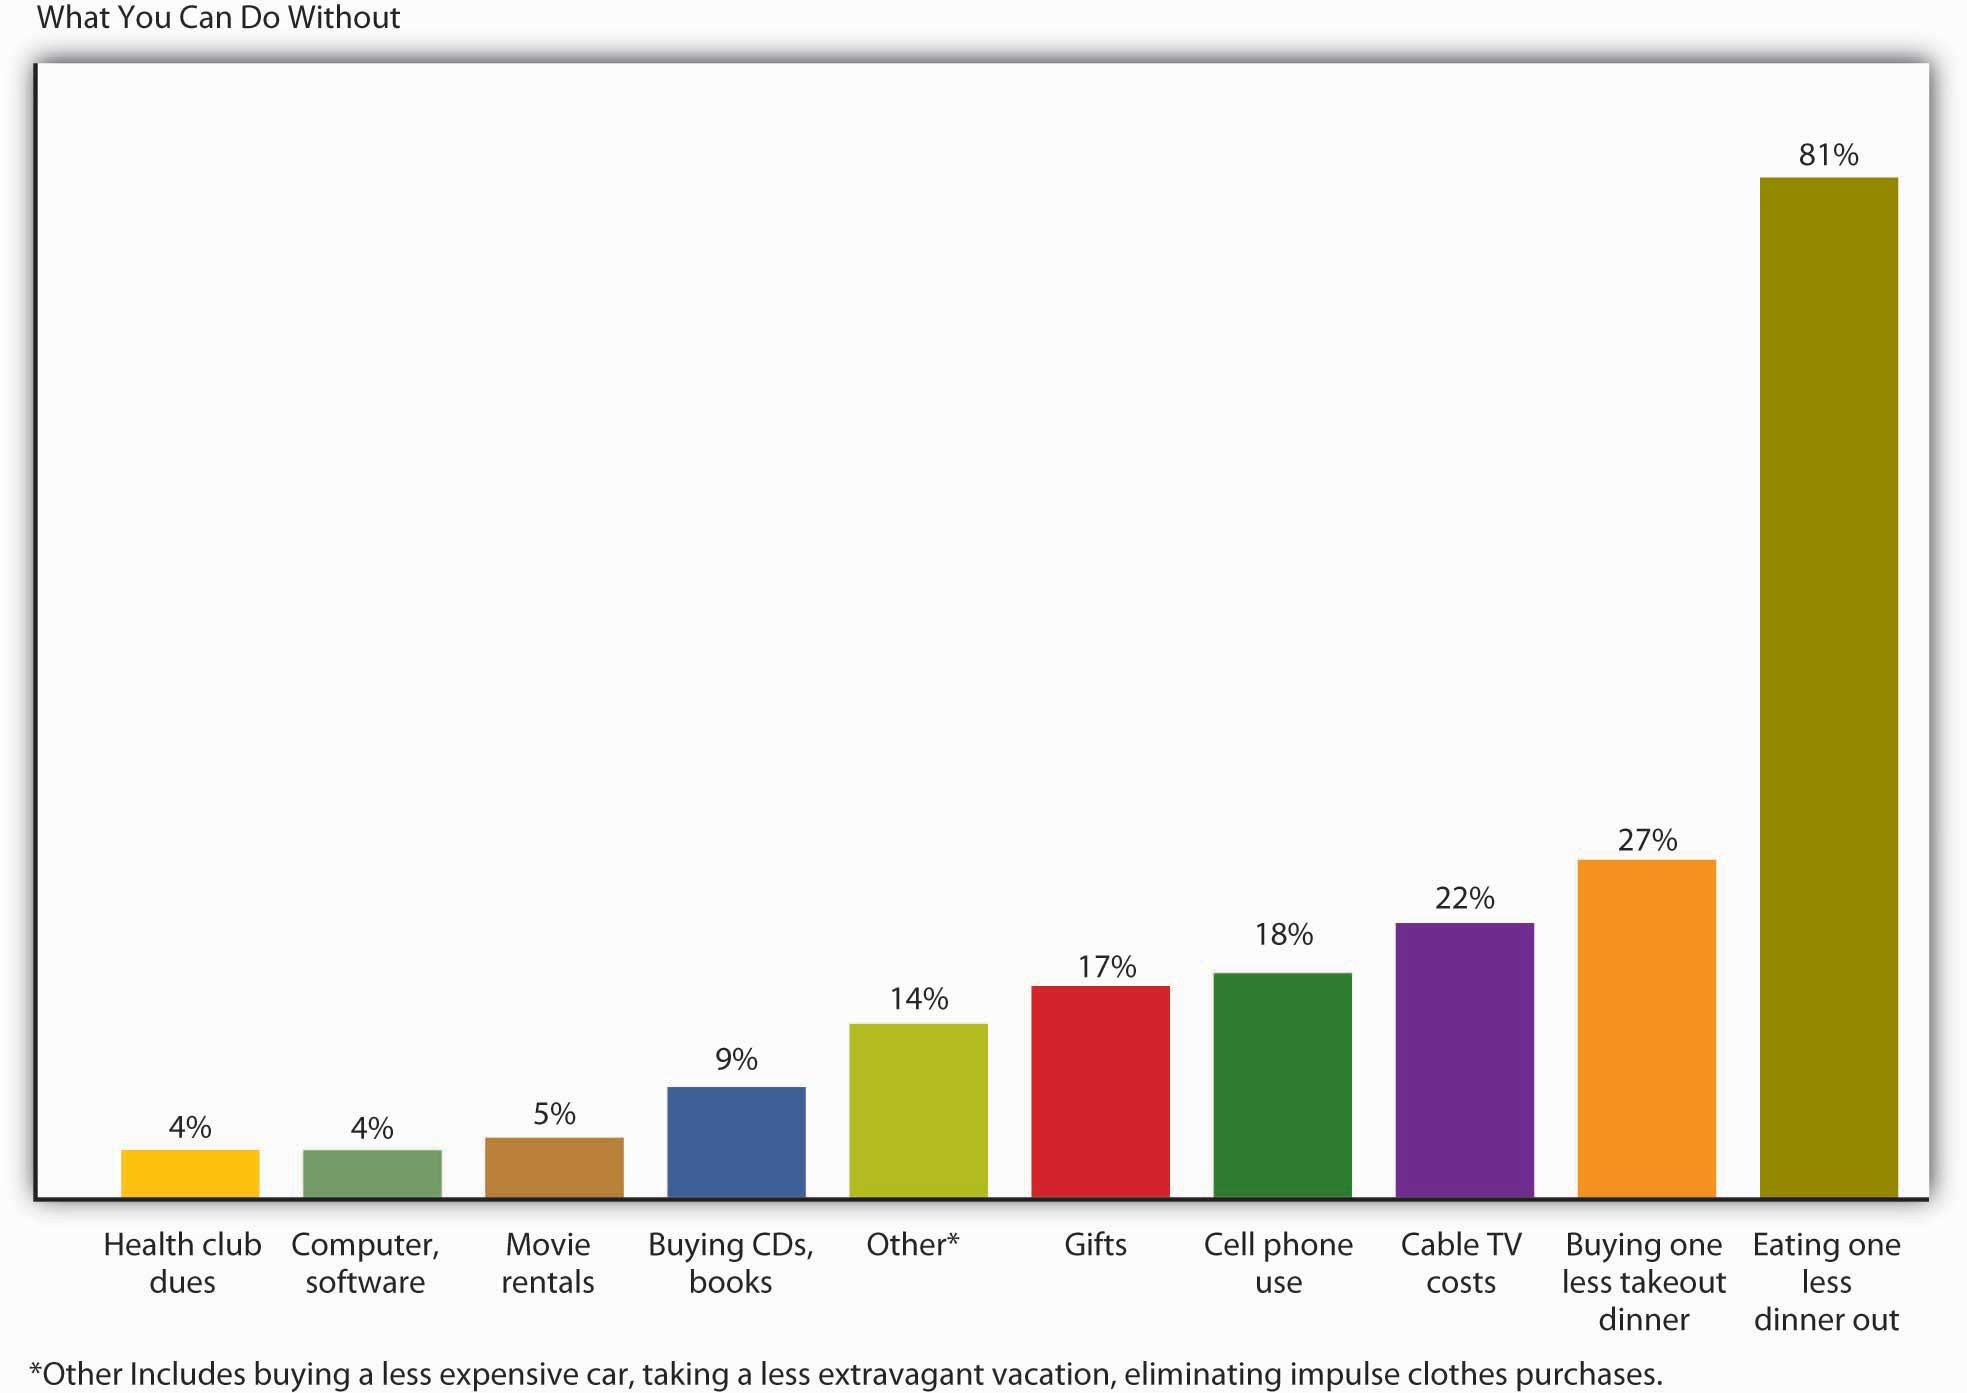 What You Can Do Without
81%
27%
22%
18%
17%
14%
9%
5%
4%
4%
Health club
dues
Computer,
software
Movie
rentals
Buying CDs,
books
Other*
Gifts
Cell phone
use
Cable TV
costs
Buying one
less takeout
dinner
Eating one
less
dinner out
*Other Includes buying a less expensive car, taking a less extravagant vacation, eliminating impulse clothes purchases.